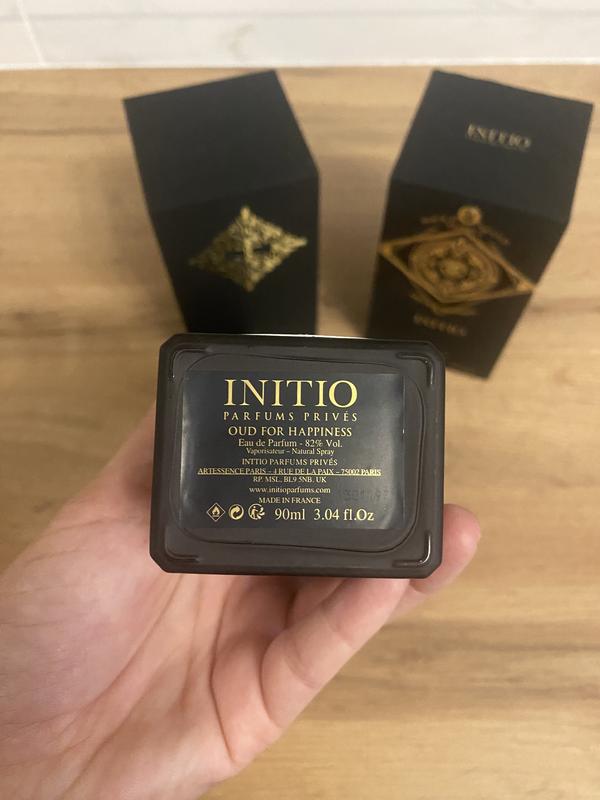 INITIO
INITIO
PARFUMS PRIVÉS
OUD FOR HAPPINESS
Eau de Parfum - 82% Vol.
Vaporisateur – Natural Spray
INTTIO PARFUMS PRIVÉS
ARTESSENCE PARIS – 4 RUE DE LA PAIX – 75002 PARIS
RP. MSL, BL9 5NB. UK
www.initioparfums.com
MADE IN FRANCE
90ml 3.04 fl.Oz